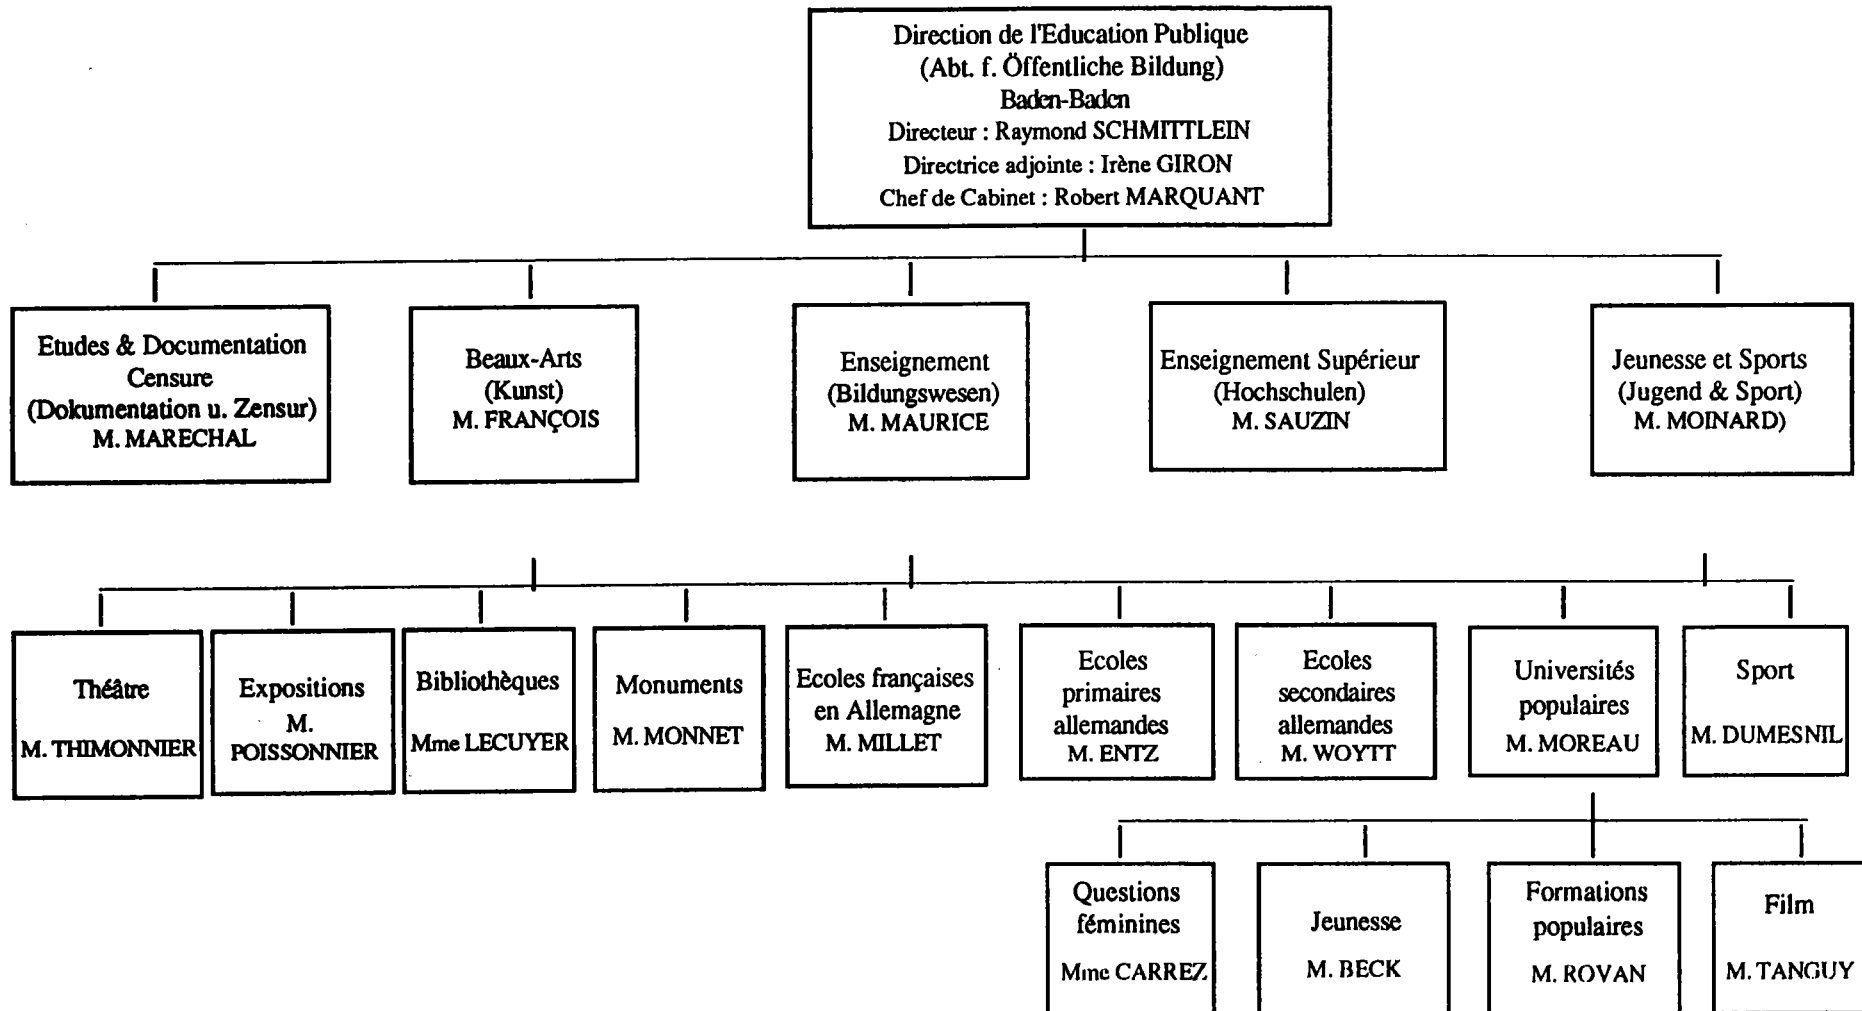 Direction de l'Education Publique
(Abt. f. Öffentliche Bildung)
Baden-Baden
Directeur : Raymond SCHMITTLEIN
Directrice adjointe : Irène GIRON
Chef de Cabinet : Robert MARQUANT
Etudes & Documentation
Censure
(Dokumentation u. Zensur)
M. MARECHAL
Beaux-Arts
(Kunst)
M. FRANÇOIS
Enseignement
(Bildungswesen)
M. MAURICE
Enseignement Supérieur
(Hochschulen)
M. SAUZIN
Jeunesse et Sports
(Jugend & Sport)
M. MOINARD)
Théâtre
M. THIMONNIER
Expositions
M.
POISSONNIER
Bibliothèques
Mme LECUYER
Monuments
M. MONNET
Ecoles françaises
en Allemagne
M. MILLET
Ecoles
primaires
allemandes
M. ENTZ
Ecoles
secondaires
allemandes
M. WOYTT
Universités
populaires
M. MOREAU
Sport
M. DUMESNIL
Questions
féminines
Mme CARREZ
Jeunesse
M. BECK
Formations
populaires
M. ROVAN
Film
M. TANGUY